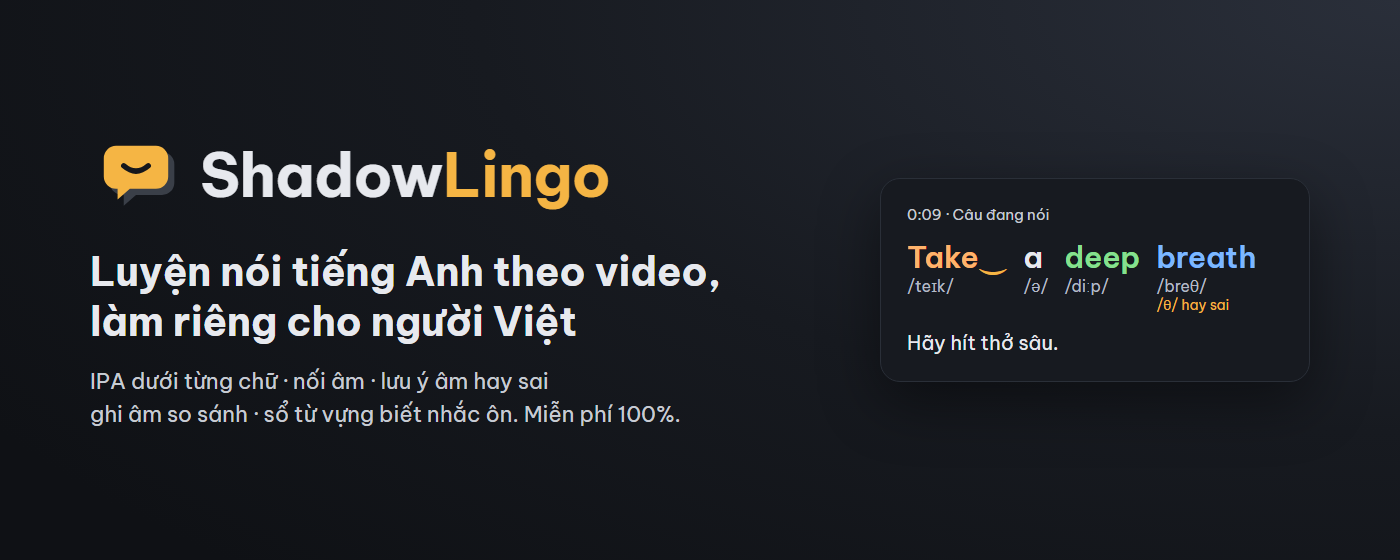 ShadowLingo
Luyện nói tiếng Anh theo video,
làm riêng cho người Việt
IPA dưới từng chữ · nối âm · lưu ý âm hay sai
ghi âm so sánh · sổ từ vựng biết nhắc ôn. Miễn phí 100%.
0:09 · Câu đang nói
Take‿ a deep breath
/teɪk/ /ə/ /diːp/ /breθ/
/θ/ hay sai
Hãy hít thở sâu.